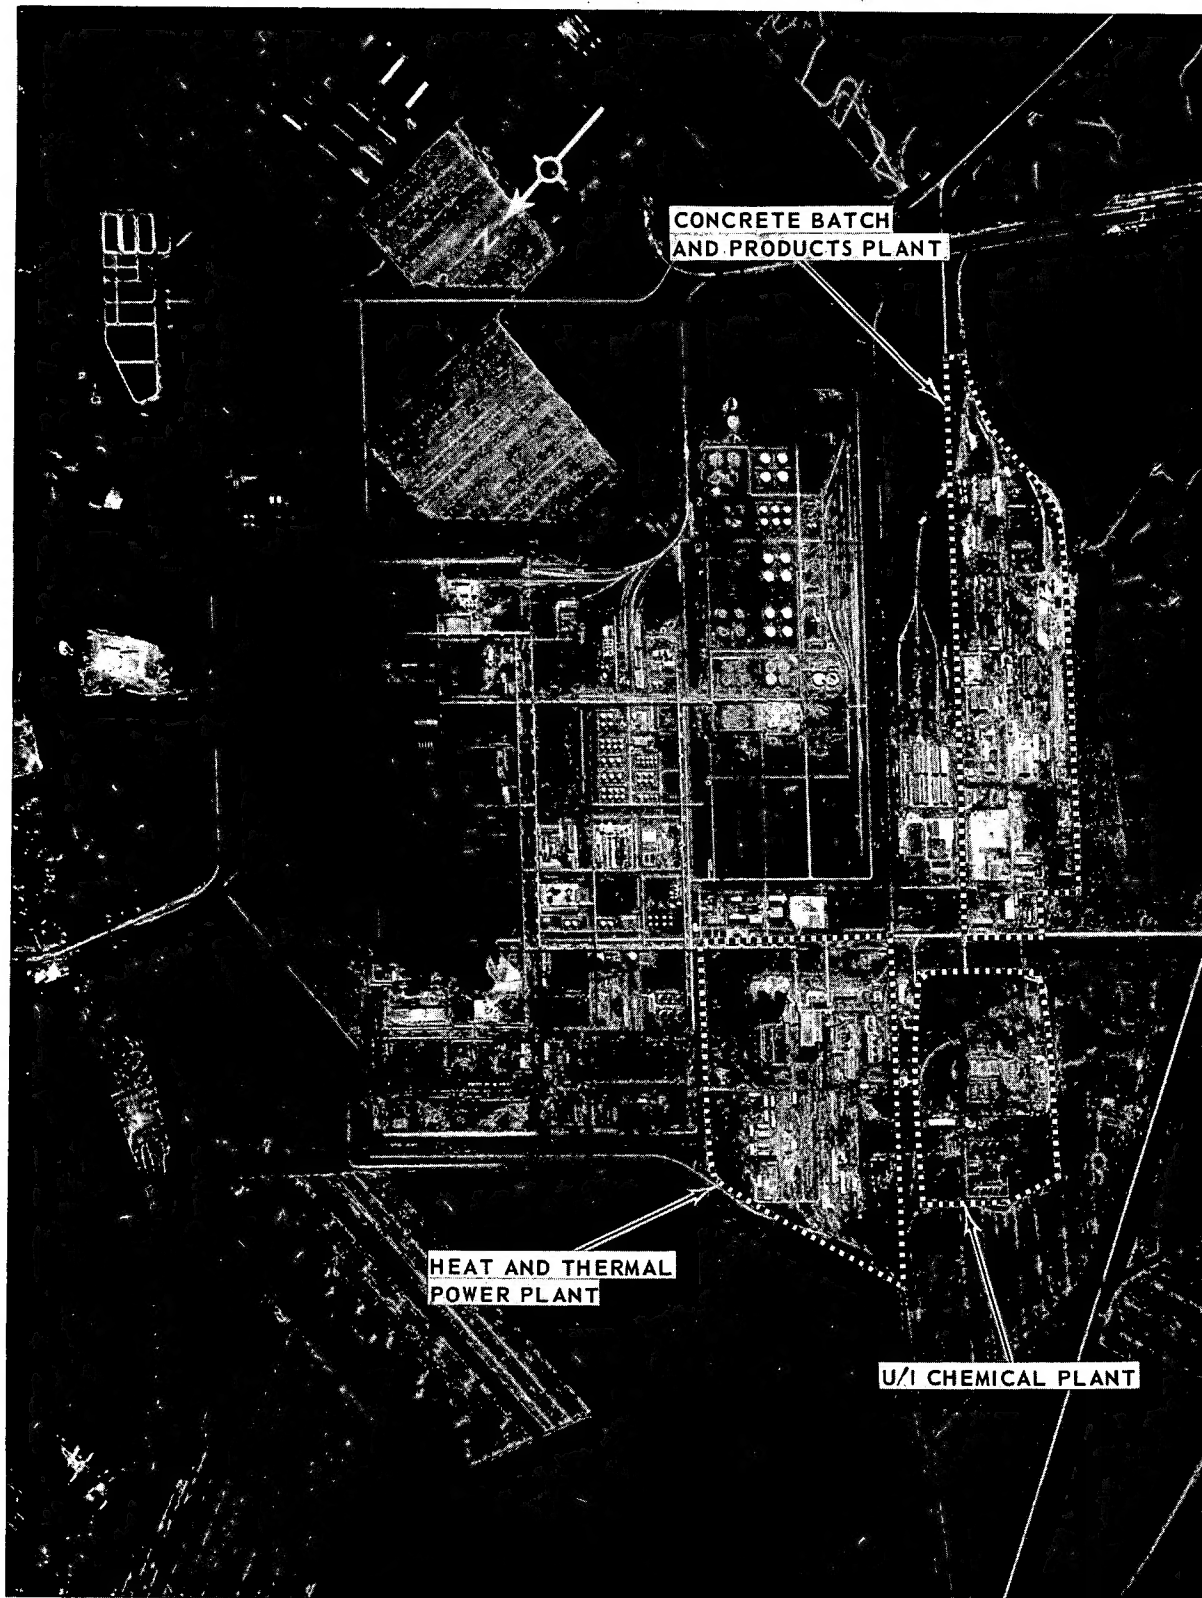 N
CONCRETE BATCH
AND PRODUCTS PLANT
HEAT AND THERMAL
POWER PLANT
U/I CHEMICAL PLANT